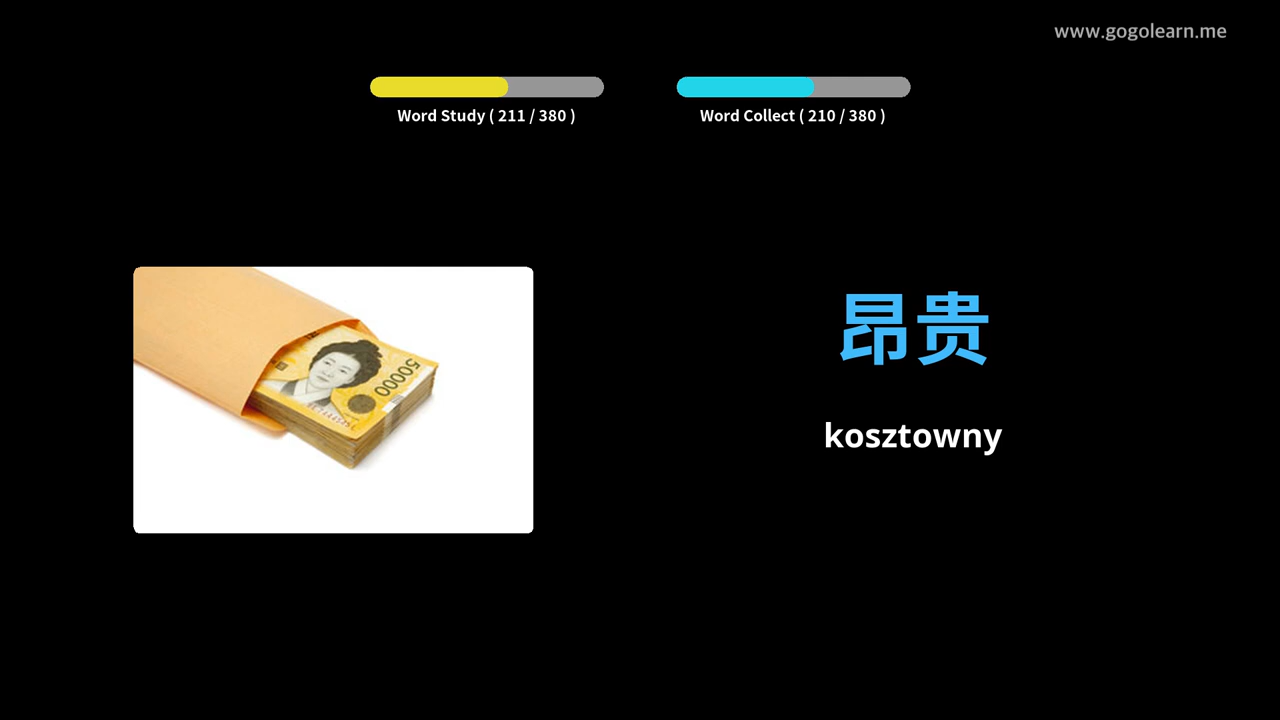 www.gogolearn.me
Word Study ( 211 / 380 )
Word Collect ( 210 / 380 )
昂贵
kosztowny
50000